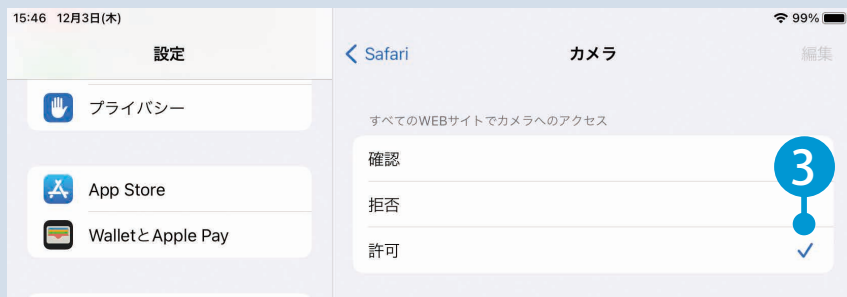 15:46 12月3日(木)
99%
設定
Safari
カメラ
編集
プライバシー
すべてのWEBサイトでカメラへのアクセス
確認
3
App Store
拒否
WalletとApple Pay
許可